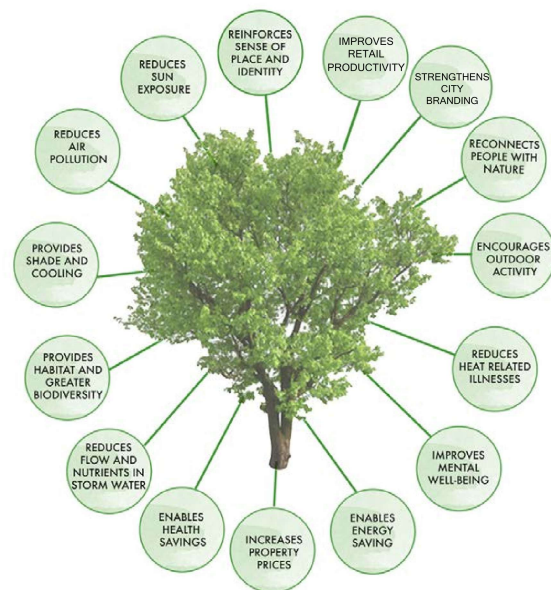 REINFORCES
SENSE OF
PLACE AND
IDENTITY
IMPROVES
RETAIL
PRODUCTIVITY
STRENGTHENS
CITY
BRANDING
RECONNECTS
PEOPLE WITH
NATURE
ENCOURAGES
OUTDOOR
ACTIVITY
REDUCES
HEAT RELATED
ILLNESSES
IMPROVES
MENTAL
WELL-BEING
ENABLES
ENERGY
SAVING
INCREASES
PROPERTY
PRICES
ENABLES
HEALTH
SAVINGS
REDUCES
FLOW AND
NUTRIENTS IN
STORM WATER
PROVIDES
HABITAT AND
GREATER
BIODIVERSITY
PROVIDES
SHADE AND
COOLING
REDUCES
AIR
POLLUTION
REDUCES
SUN
EXPOSURE